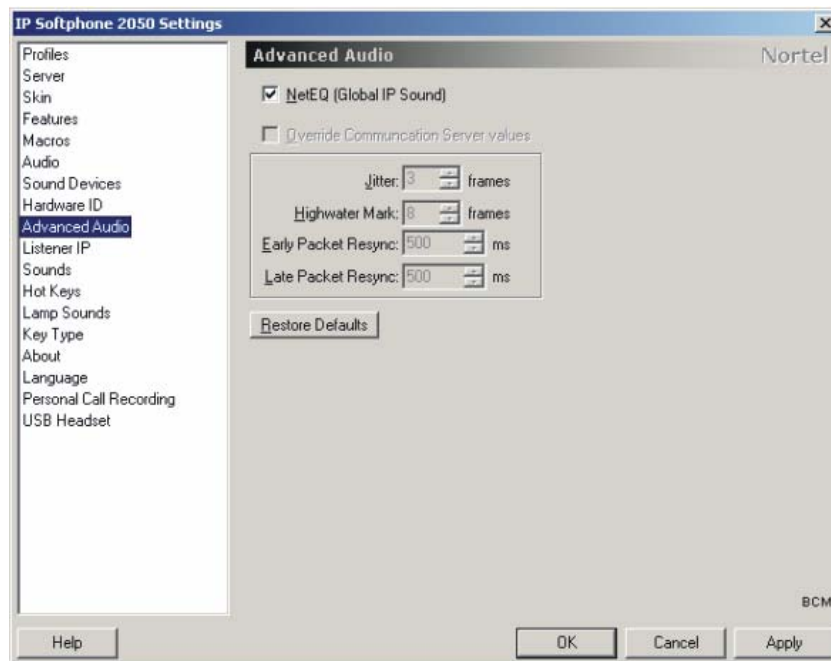 IP Softphone 2050 Settings
Profiles
Server
Skin
Features
Macros
Audio
Sound Devices
Hardware ID
Advanced Audio
Listener IP
Sounds
Hot Keys
Lamp Sounds
Key Type
About
Language
Personal Call Recording
USB Headset
Advanced Audio Nortel
NetEQ (Global IP Sound)
Override Communcation Server values
Jitter: 3 frames
Highwater Mark: 8 frames
Early Packet Resync: 500 ms
Late Packet Resync: 500 ms
Restore Defaults
BCM
Help OK Cancel Apply